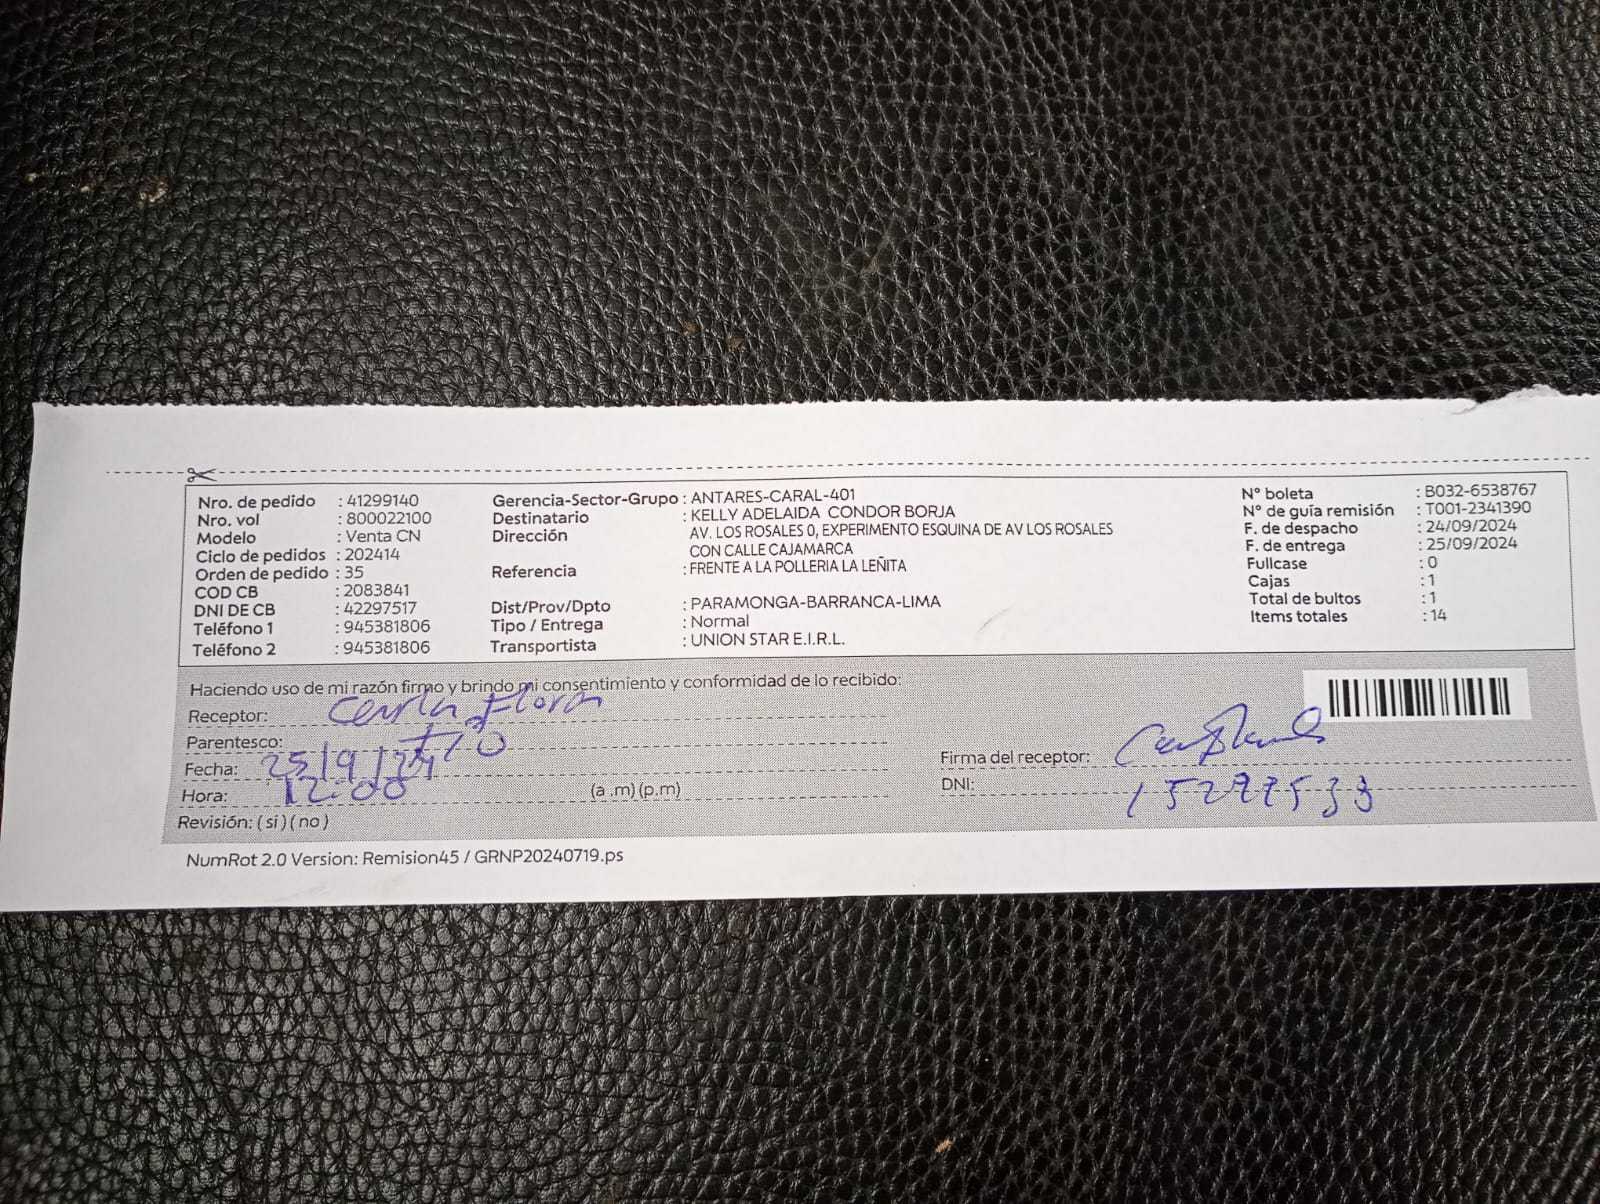 Nro. de pedido : 41299140
Nro. vol : 800022100
Modelo : Venta CN
Ciclo de pedidos : 202414
Orden de pedido : 35
COD CB : 2083841
DNI DE CB : 42297517
Teléfono 1 : 945381806
Teléfono 2 : 945381806
Gerencia-Sector-Grupo : ANTARES-CARAL-401
Destinatario : KELLY ADELAIDA CONDOR BORJA
Dirección AV. LOS ROSALES 0, EXPERIMENTO ESQUINA DE AV LOS ROSALES
CON CALLE CAJAMARCA
Referencia : FRENTE A LA POLLERIA LA LEÑITA
Dist/Prov/Dpto : PARAMONGA-BARRANCA-LIMA
Tipo / Entrega : Normal
Transportista : UNION STAR E.I.R.L.
N° boleta : B032-6538767
N° de guía remisión : T001-2341390
F. de despacho : 24/09/2024
F. de entrega : 25/09/2024
Fullcase : 0
Cajas : 1
Total de bultos : 1
Items totales : 14
Haciendo uso de mi razón firmo y brindo mi consentimiento y conformidad de lo recibido:
Receptor: Carla Flora
Parentesco:
Fecha: 25/9/24
Hora: 12:00 (a .m) (p.m)
Revisión: ( si ) ( no )
Firma del receptor:
DNI: 15277533
NumRot 2.0 Version: Remision45 / GRNP20240719.ps